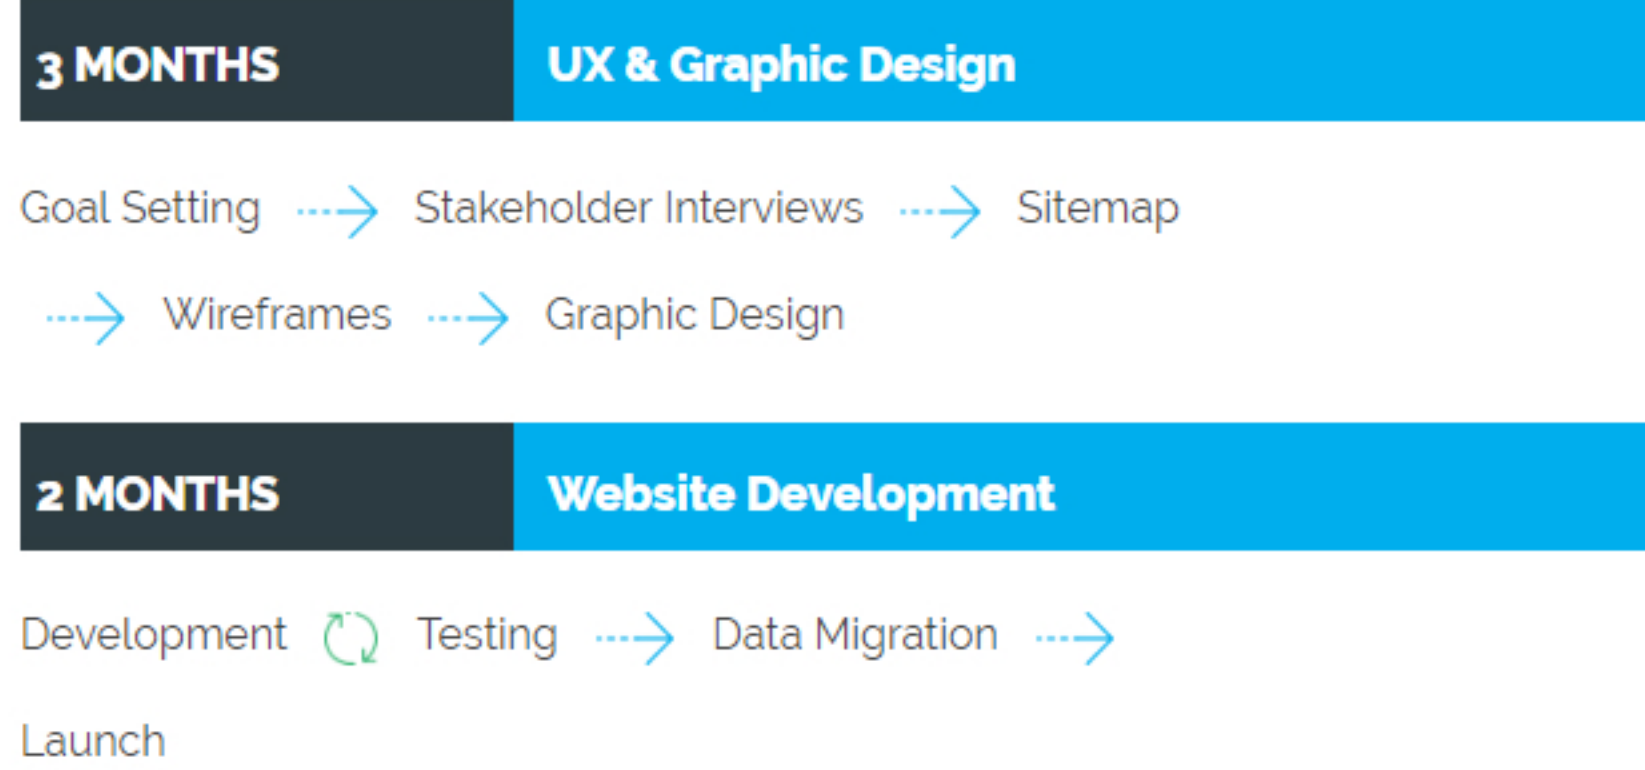 3 MONTHS UX & Graphic Design
Goal Setting Stakeholder Interviews Sitemap
Wireframes Graphic Design
2 MONTHS Website Development
Development Testing Data Migration
Launch